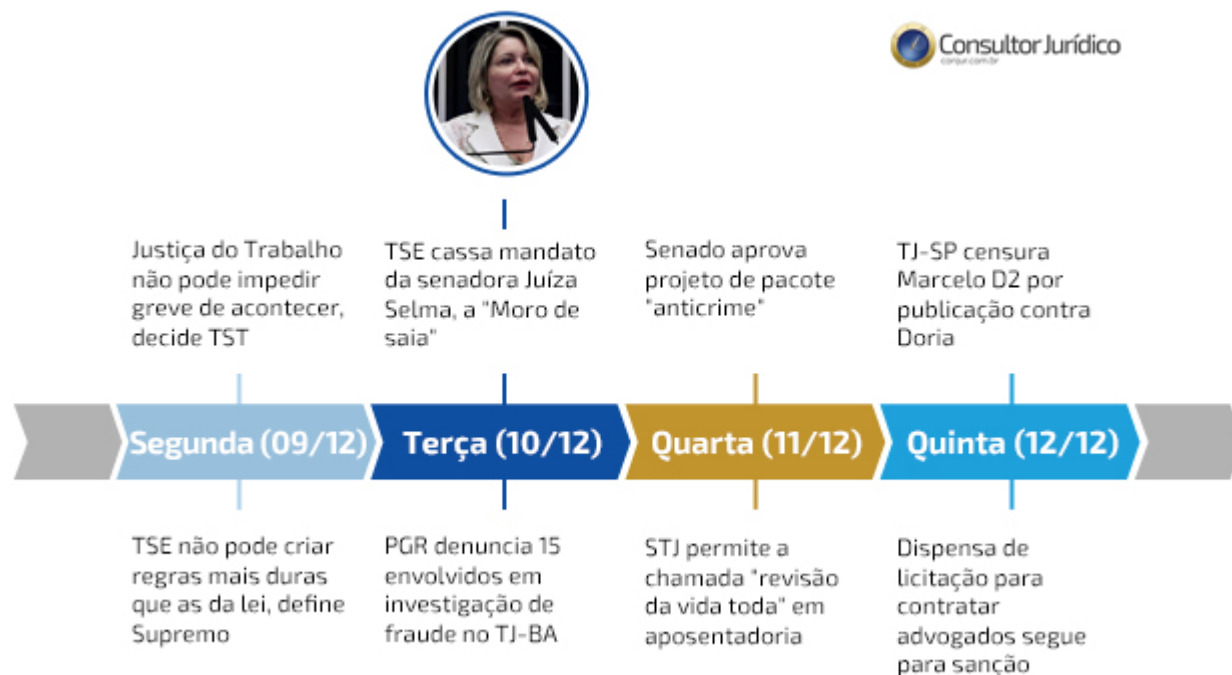 Consultor Jurídico
conjur.com.br
Justiça do Trabalho
não pode impedir
greve de acontecer,
decide TST
TSE cassa mandato
da senadora Juíza
Selma, a "Moro de
saia"
Senado aprova
projeto de pacote
"anticrime"
TJ-SP censura
Marcelo D2 por
publicação contra
Doria
Segunda (09/12)
Terça (10/12)
Quarta (11/12)
Quinta (12/12)
TSE não pode criar
regras mais duras
que as da lei, define
Supremo
PGR denuncia 15
envolvidos em
investigação de
fraude no TJ-BA
STJ permite a
chamada "revisão
da vida toda" em
aposentadoria
Dispensa de
licitação para
contratar
advogados segue
para sanção